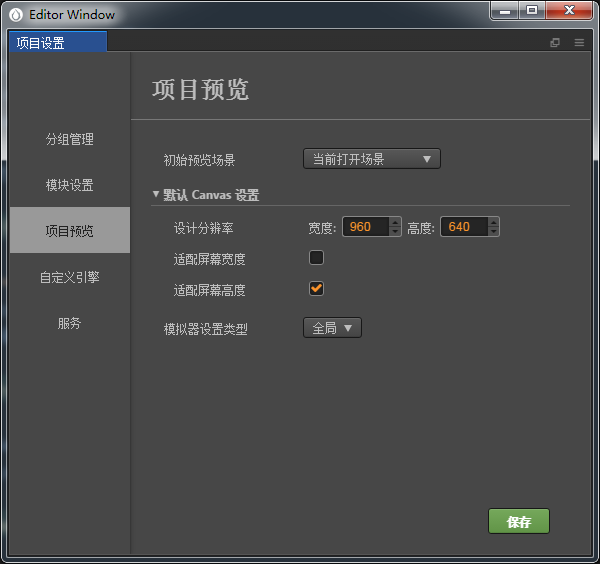 Editor Window
项目设置
分组管理
模块设置
项目预览
自定义引擎
服务
项目预览
初始预览场景 当前打开场景
默认 Canvas 设置
设计分辨率 宽度: 960 高度: 640
适配屏幕宽度
适配屏幕高度
模拟器设置类型 全局
保存